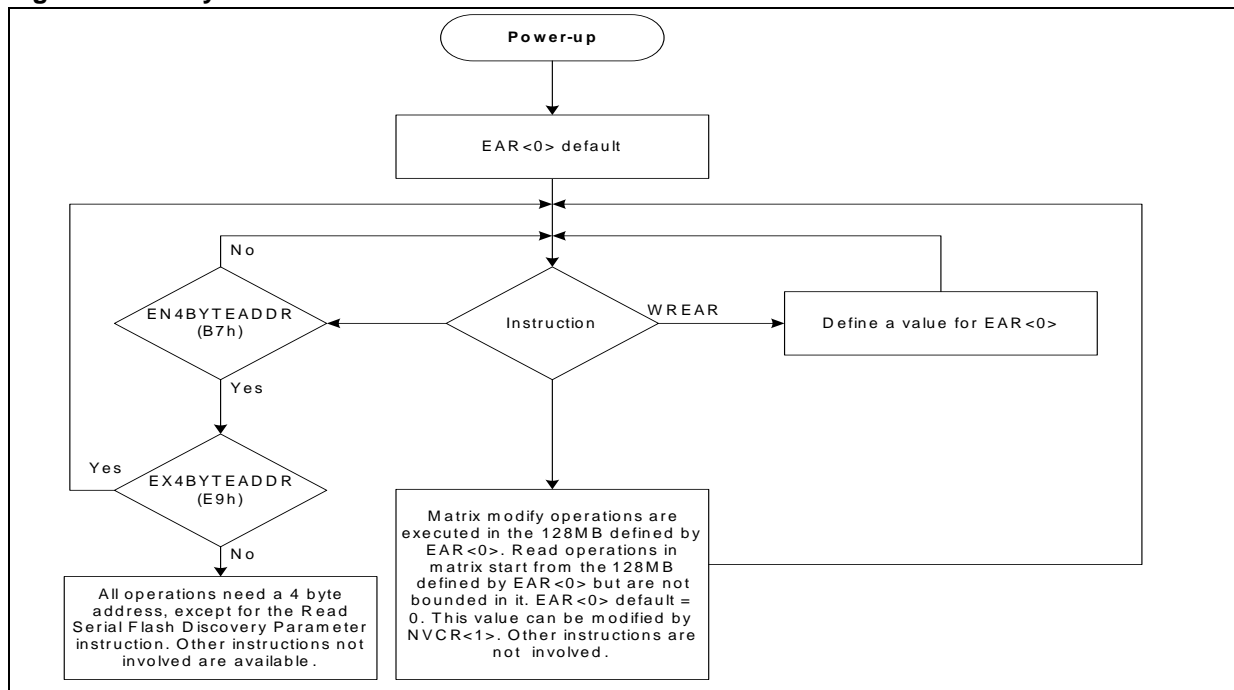 Power-up
EAR<0> default
No
EN4BYTEADDR
(B7h)
Instruction
WREAR
Define a value for EAR<0>
Yes
Yes
EX4BYTEADDR
(E9h)
No
All operations need a 4 byte
address, except for the Read
Serial Flash Discovery Parameter
instruction. Other instructions not
involved are available.
Matrix modify operations are
executed in the 128MB defined by
EAR<0>. Read operations in
matrix start from the 128MB
defined by EAR<0> but are not
bounded in it. EAR<0> default =
0. This value can be modified by
NVCR<1>. Other instructions are
not involved.